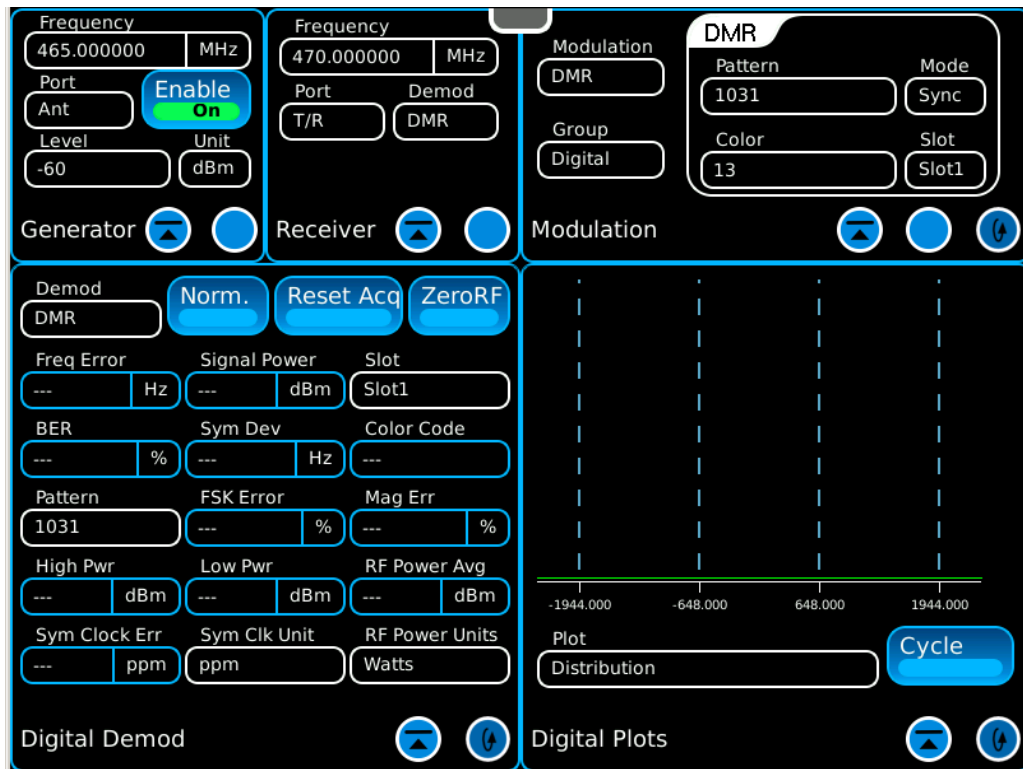 Frequency
465.000000 MHz
Port
Ant
Enable
On
Level Unit
-60 dBm
Generator
Frequency
470.000000 MHz
Port Demod
T/R DMR
Receiver
Modulation
DMR
Group
Digital
DMR
Pattern Mode
1031 Sync
Color Slot
13 Slot1
Modulation
Demod
DMR
Norm. Reset Acq ZeroRF
Freq Error Signal Power Slot
--- Hz --- dBm Slot1
BER Sym Dev Color Code
--- % --- Hz ---
Pattern FSK Error Mag Err
1031 --- % --- %
High Pwr Low Pwr RF Power Avg
--- dBm --- dBm --- dBm
Sym Clock Err Sym Clk Unit RF Power Units
--- ppm ppm Watts
Digital Demod
-1944.000 -648.000 648.000 1944.000
Plot
Distribution
Cycle
Digital Plots